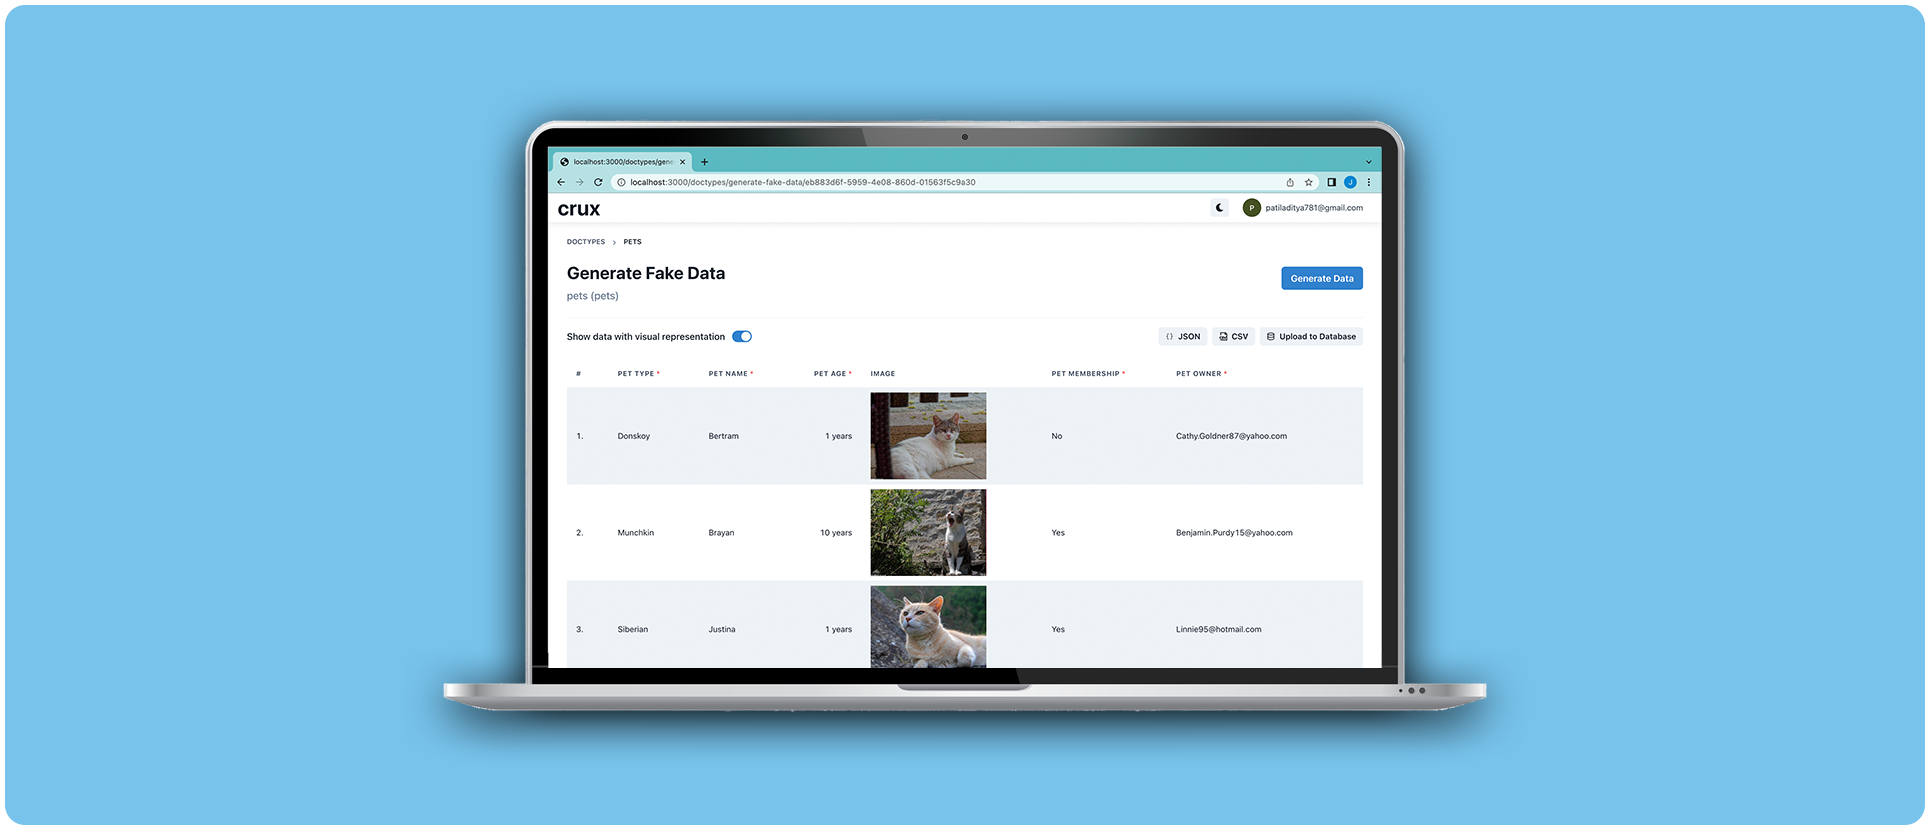 localhost:3000/doctypes/gene
localhost:3000/doctypes/generate-fake-data/eb883d6f-5959-4e08-860d-01563f5c9a30
J
crux
P patiladitya781@gmail.com
DOCTYPES > PETS
Generate Fake Data
Generate Data
pets (pets)
Show data with visual representation
{} JSON CSV Upload to Database
# PET TYPE * PET NAME * PET AGE * IMAGE PET MEMBERSHIP * PET OWNER *
1. Donskoy Bertram 1 years No Cathy.Goldner87@yahoo.com
2. Munchkin Brayan 10 years Yes Benjamin.Purdy15@yahoo.com
3. Siberian Justina 1 years Yes Linnie95@hotmail.com